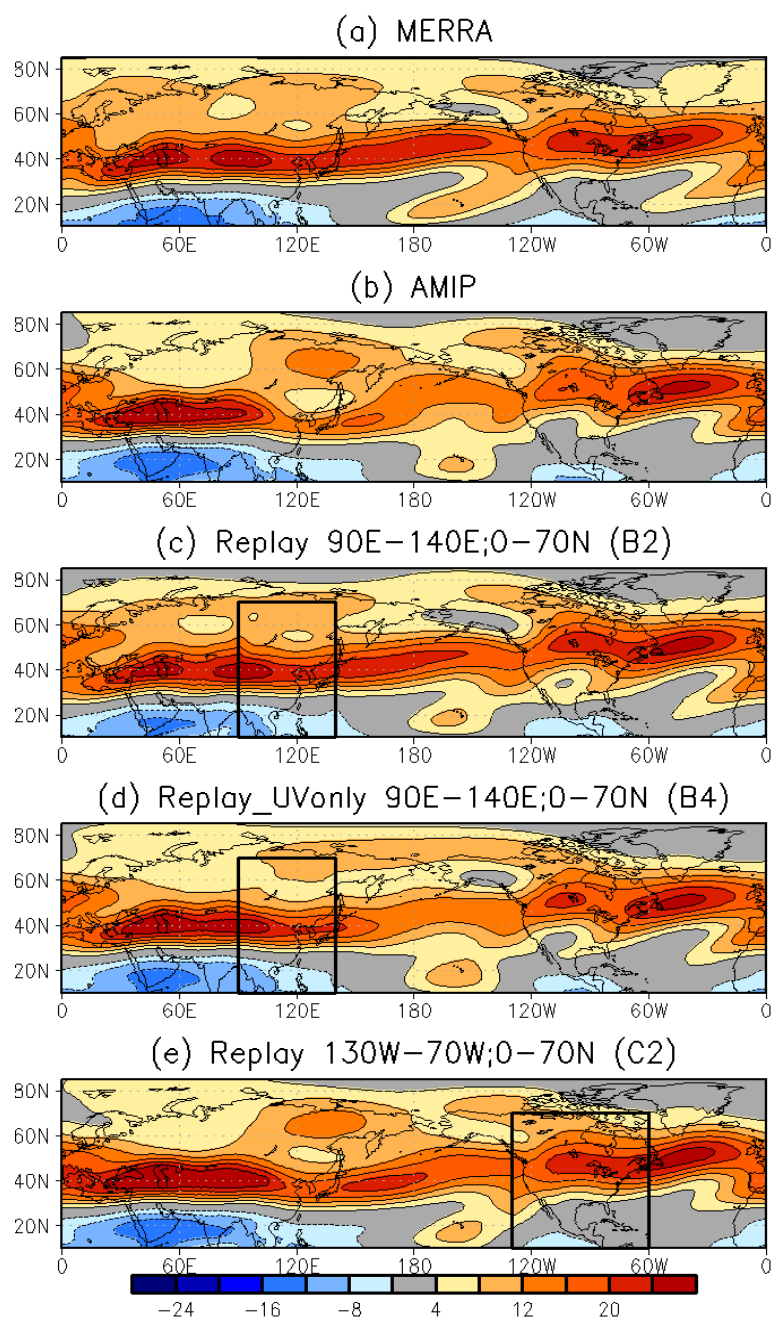 (a) MERRA
80N
60N
40N
20N
0 60E 120E 180 120W 60W 0
(b) AMIP
80N
60N
40N
20N
0 60E 120E 180 120W 60W 0
(c) Replay 90E-140E;0-70N (B2)
80N
60N
40N
20N
0 60E 120E 180 120W 60W 0
(d) Replay_UVonly 90E-140E;0-70N (B4)
80N
60N
40N
20N
0 60E 120E 180 120W 60W 0
(e) Replay 130W-70W;0-70N (C2)
80N
60N
40N
20N
0 60E 120E 180 120W 60W 0
-24 -16 -8 4 12 20